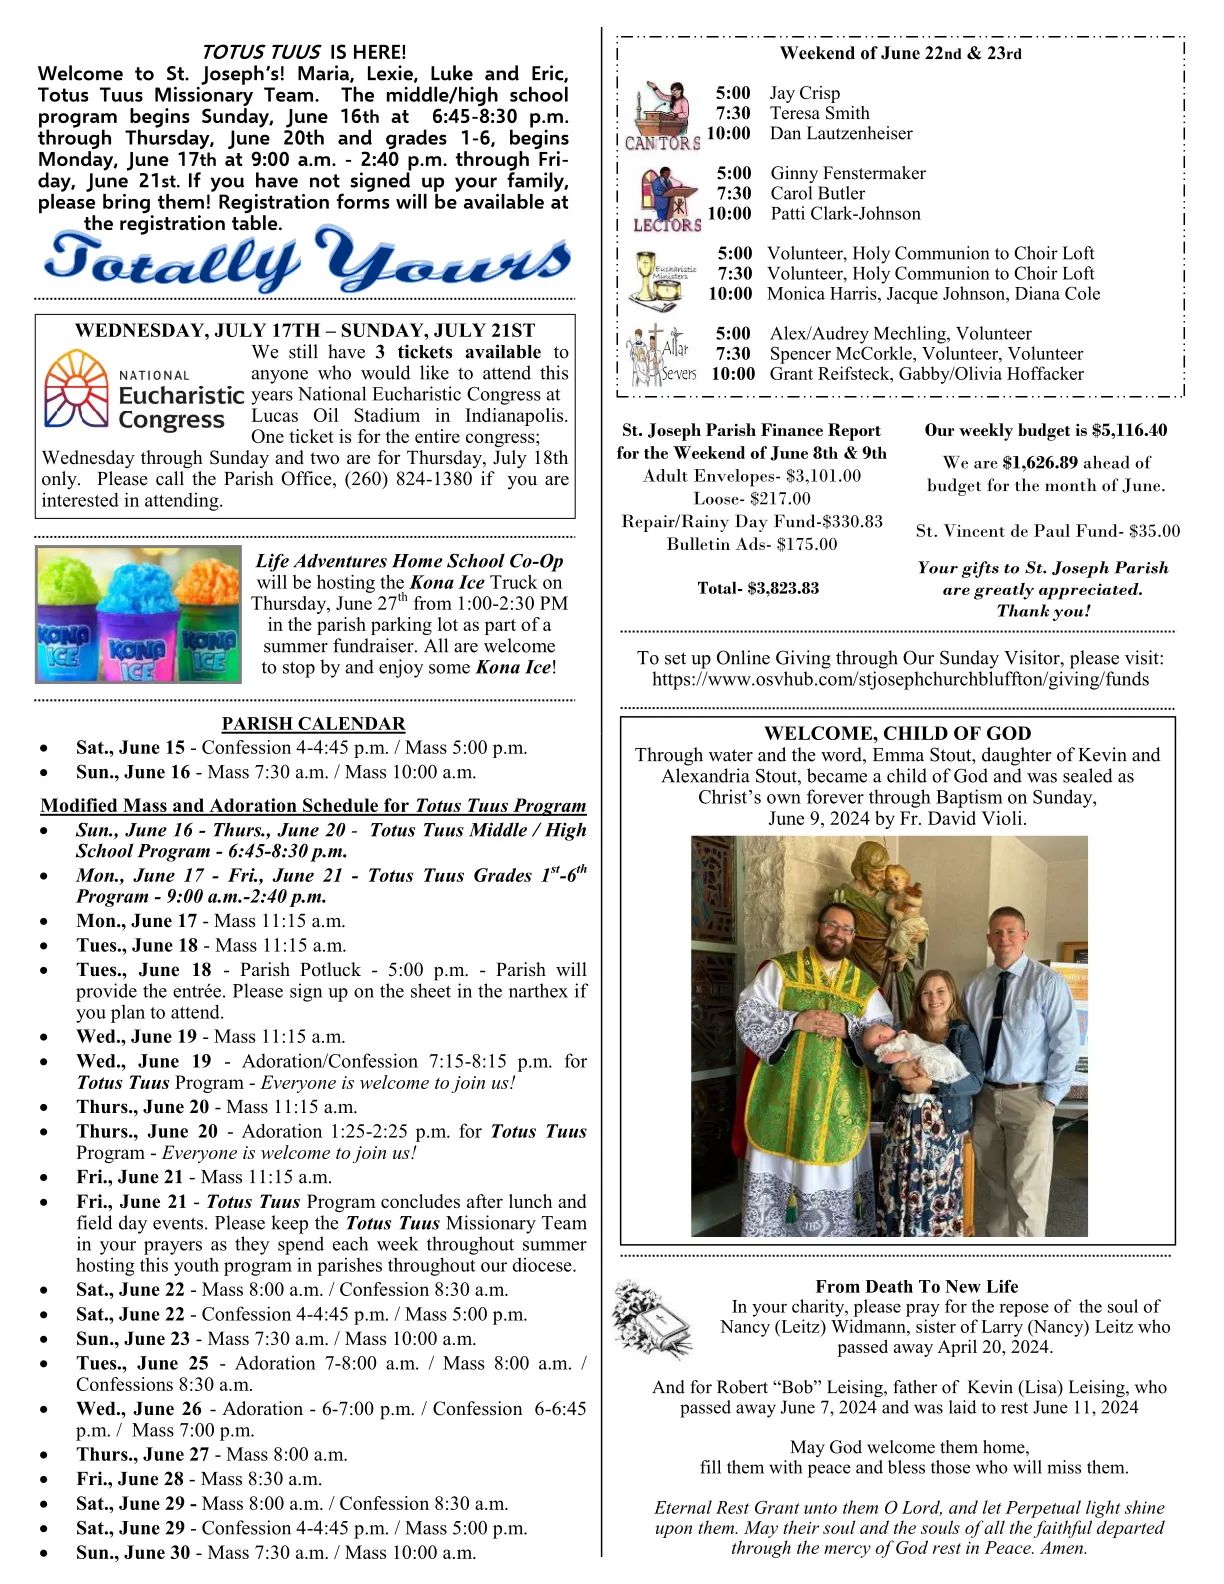 TOTUS TUUS IS HERE!
Welcome to St. Joseph's! Maria, Lexie, Luke and Eric,
Totus Tuus Missionary Team. The middle/high school
program begins Sunday, June 16th at 6:45-8:30 p.m.
through Thursday, June 20th and grades 1-6, begins
Monday, June 17th at 9:00 a.m. - 2:40 p.m. through Fri-
day, June 21st. If you have not signed up your family,
please bring them! Registration forms will be available at
the registration table.
Totally Yours
WEDNESDAY, JULY 17TH – SUNDAY, JULY 21ST
NATIONAL
Eucharistic
Congress
We still have 3 tickets available to
anyone who would like to attend this
years National Eucharistic Congress at
Lucas Oil Stadium in Indianapolis.
One ticket is for the entire congress;
Wednesday through Sunday and two are for Thursday, July 18th
only. Please call the Parish Office, (260) 824-1380 if you are
interested in attending.
KONA ICE
KONA ICE
KONA ICE
Life Adventures Home School Co-Op
will be hosting the Kona Ice Truck on
Thursday, June 27th from 1:00-2:30 PM
in the parish parking lot as part of a
summer fundraiser. All are welcome
to stop by and enjoy some Kona Ice!
PARISH CALENDAR
• Sat., June 15 - Confession 4-4:45 p.m. / Mass 5:00 p.m.
• Sun., June 16 - Mass 7:30 a.m. / Mass 10:00 a.m.
Modified Mass and Adoration Schedule for Totus Tuus Program
• Sun., June 16 - Thurs., June 20 - Totus Tuus Middle / High
School Program - 6:45-8:30 p.m.
• Mon., June 17 - Fri., June 21 - Totus Tuus Grades 1st-6th
Program - 9:00 a.m.-2:40 p.m.
• Mon., June 17 - Mass 11:15 a.m.
• Tues., June 18 - Mass 11:15 a.m.
• Tues., June 18 - Parish Potluck - 5:00 p.m. - Parish will
provide the entrée. Please sign up on the sheet in the narthex if
you plan to attend.
• Wed., June 19 - Mass 11:15 a.m.
• Wed., June 19 - Adoration/Confession 7:15-8:15 p.m. for
Totus Tuus Program - Everyone is welcome to join us!
• Thurs., June 20 - Mass 11:15 a.m.
• Thurs., June 20 - Adoration 1:25-2:25 p.m. for Totus Tuus
Program - Everyone is welcome to join us!
• Fri., June 21 - Mass 11:15 a.m.
• Fri., June 21 - Totus Tuus Program concludes after lunch and
field day events. Please keep the Totus Tuus Missionary Team
in your prayers as they spend each week throughout summer
hosting this youth program in parishes throughout our diocese.
• Sat., June 22 - Mass 8:00 a.m. / Confession 8:30 a.m.
• Sat., June 22 - Confession 4-4:45 p.m. / Mass 5:00 p.m.
• Sun., June 23 - Mass 7:30 a.m. / Mass 10:00 a.m.
• Tues., June 25 - Adoration 7-8:00 a.m. / Mass 8:00 a.m. /
Confessions 8:30 a.m.
• Wed., June 26 - Adoration - 6-7:00 p.m. / Confession 6-6:45
p.m. / Mass 7:00 p.m.
• Thurs., June 27 - Mass 8:00 a.m.
• Fri., June 28 - Mass 8:30 a.m.
• Sat., June 29 - Mass 8:00 a.m. / Confession 8:30 a.m.
• Sat., June 29 - Confession 4-4:45 p.m. / Mass 5:00 p.m.
• Sun., June 30 - Mass 7:30 a.m. / Mass 10:00 a.m.
Weekend of June 22nd & 23rd
CANTORS
5:00 Jay Crisp
7:30 Teresa Smith
10:00 Dan Lautzenheiser
LECTORS
5:00 Ginny Fenstermaker
7:30 Carol Butler
10:00 Patti Clark-Johnson
Eucharistic
Ministers
5:00 Volunteer, Holy Communion to Choir Loft
7:30 Volunteer, Holy Communion to Choir Loft
10:00 Monica Harris, Jacque Johnson, Diana Cole
Altar
Servers
5:00 Alex/Audrey Mechling, Volunteer
7:30 Spencer McCorkle, Volunteer, Volunteer
10:00 Grant Reifsteck, Gabby/Olivia Hoffacker
St. Joseph Parish Finance Report
for the Weekend of June 8th & 9th
Adult Envelopes- $3,101.00
Loose- $217.00
Repair/Rainy Day Fund-$330.83
Bulletin Ads- $175.00
Total- $3,823.83
Our weekly budget is $5,116.40
We are $1,626.89 ahead of
budget for the month of June.
St. Vincent de Paul Fund- $35.00
Your gifts to St. Joseph Parish
are greatly appreciated.
Thank you!
To set up Online Giving through Our Sunday Visitor, please visit:
https://www.osvhub.com/stjosephchurchbluffton/giving/funds
WELCOME, CHILD OF GOD
Through water and the word, Emma Stout, daughter of Kevin and
Alexandria Stout, became a child of God and was sealed as
Christ's own forever through Baptism on Sunday,
June 9, 2024 by Fr. David Violi.
From Death To New Life
In your charity, please pray for the repose of the soul of
Nancy (Leitz) Widmann, sister of Larry (Nancy) Leitz who
passed away April 20, 2024.
And for Robert “Bob” Leising, father of Kevin (Lisa) Leising, who
passed away June 7, 2024 and was laid to rest June 11, 2024
May God welcome them home,
fill them with peace and bless those who will miss them.
Eternal Rest Grant unto them O Lord, and let Perpetual light shine
upon them. May their soul and the souls of all the faithful departed
through the mercy of God rest in Peace. Amen.